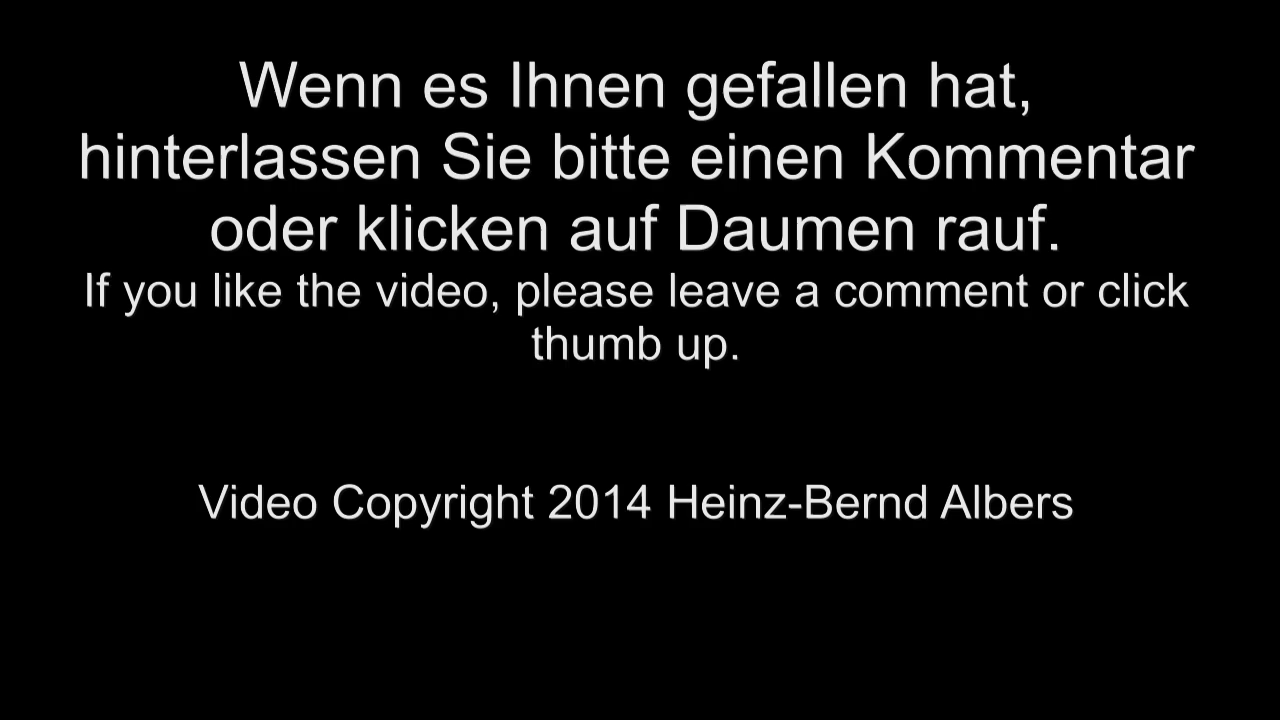 Wenn es Ihnen gefallen hat,
hinterlassen Sie bitte einen Kommentar
oder klicken auf Daumen rauf.
If you like the video, please leave a comment or click
thumb up.
Video Copyright 2014 Heinz-Bernd Albers